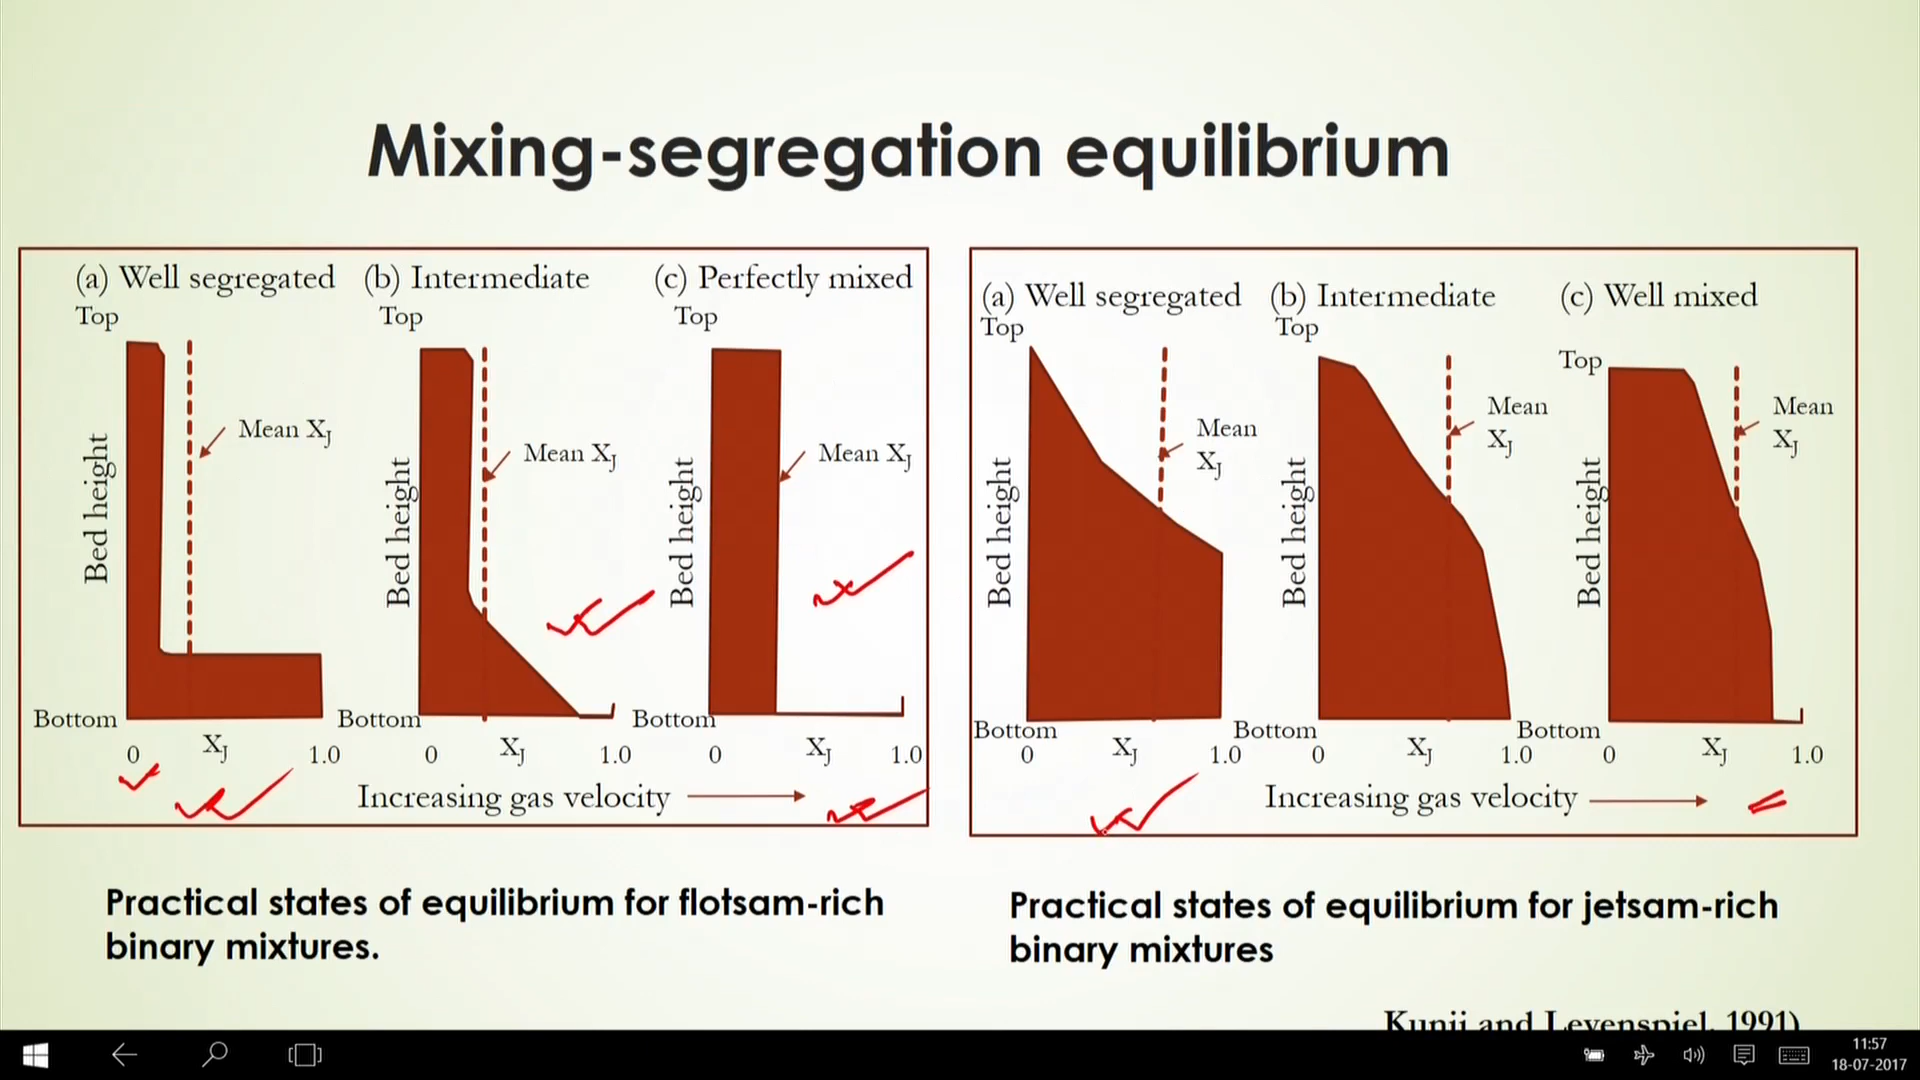 Mixing-segregation equilibrium
(a) Well segregated
Top
Mean XJ
Bed height
Bottom
0 XJ 1.0
(b) Intermediate
Top
Mean XJ
Bed height
Bottom
0 XJ 1.0
(c) Perfectly mixed
Top
Mean XJ
Bed height
Bottom
0 XJ 1.0
Increasing gas velocity
Practical states of equilibrium for flotsam-rich
binary mixtures.
(a) Well segregated
Top
Mean
XJ
Bed height
Bottom
0 XJ 1.0
(b) Intermediate
Top
Mean
XJ
Bed height
Bottom
0 XJ 1.0
(c) Well mixed
Top
Mean
XJ
Bed height
Bottom
0 XJ 1.0
Increasing gas velocity
Practical states of equilibrium for jetsam-rich
binary mixtures
Kunii and Levenspiel, 1991)
11:57
18-07-2017